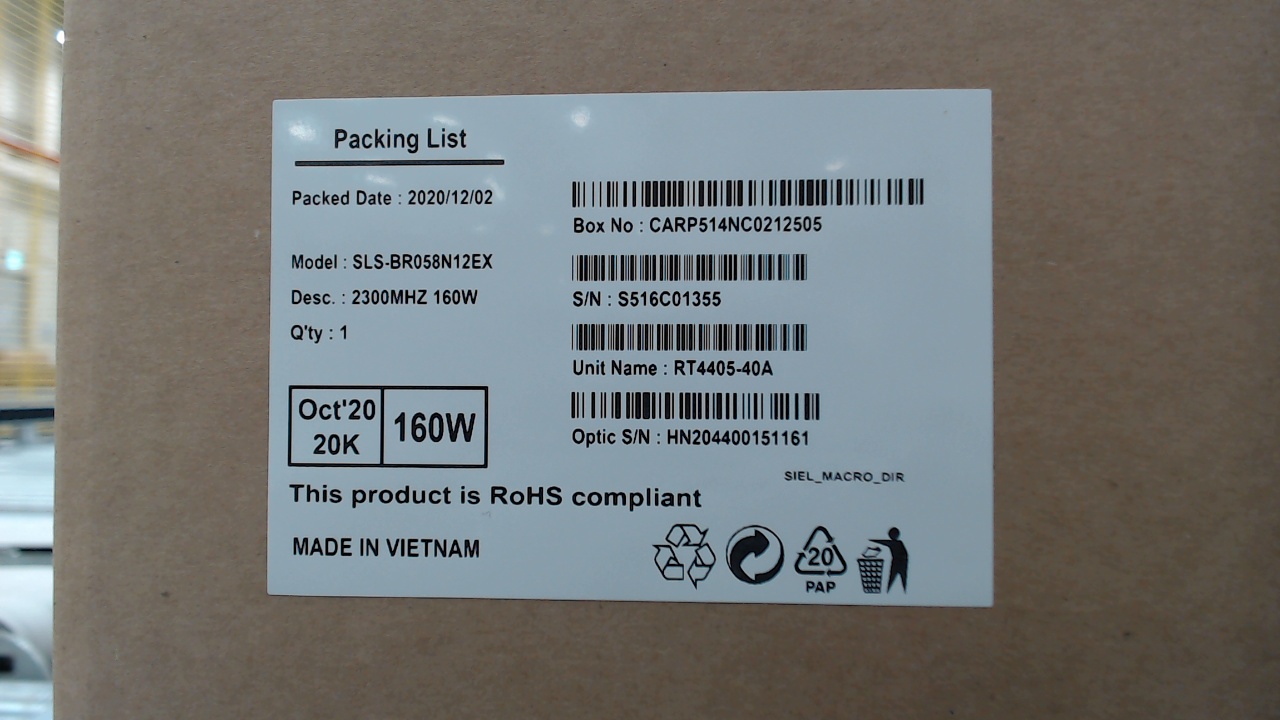 Packing List
Packed Date : 2020/12/02
Box No : CARP514NC0212505
Model : SLS-BR058N12EX
Desc. : 2300MHZ 160W
S/N : S516C01355
Q'ty : 1
Unit Name : RT4405-40A
Oct'20
20K
160W
Optic S/N : HN204400151161
SIEL_MACRO_DIR
This product is RoHS compliant
MADE IN VIETNAM
20
PAP